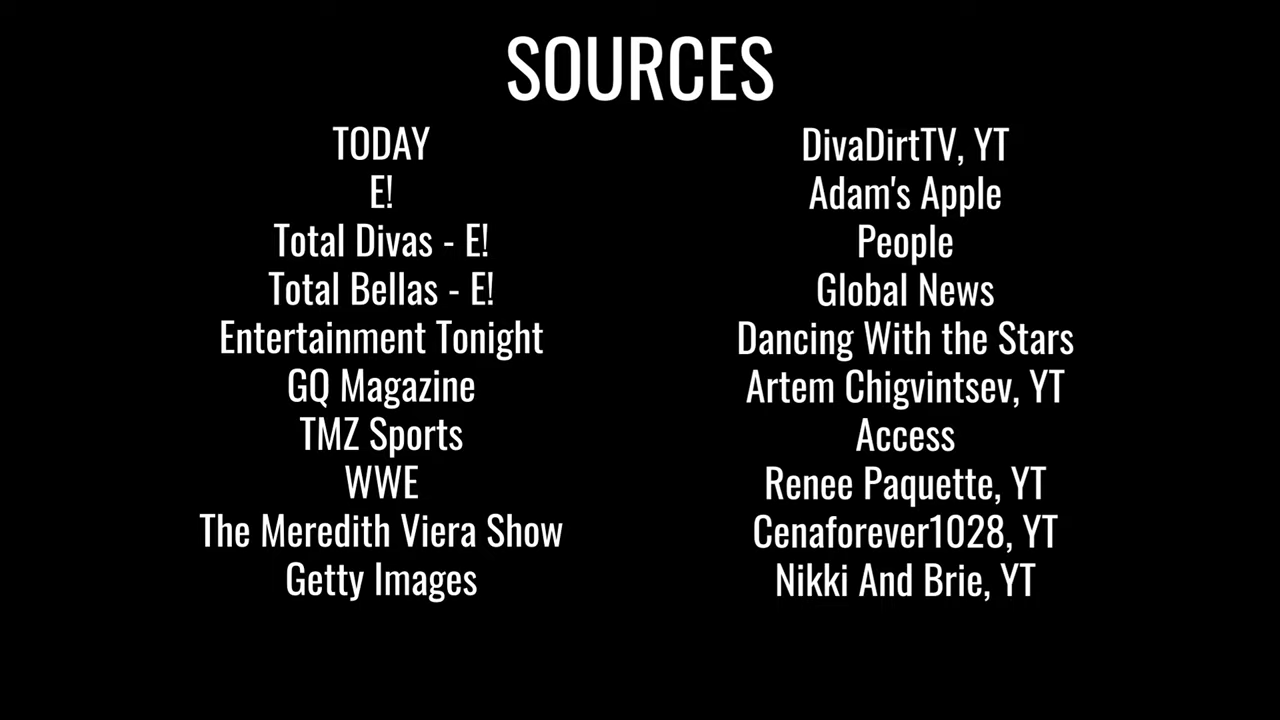 SOURCES
TODAY
E!
Total Divas - E!
Total Bellas - E!
Entertainment Tonight
GQ Magazine
TMZ Sports
WWE
The Meredith Viera Show
Getty Images
DivaDirtTV, YT
Adam's Apple
People
Global News
Dancing With the Stars
Artem Chigvintsev, YT
Access
Renee Paquette, YT
Cenaforever1028, YT
Nikki And Brie, YT